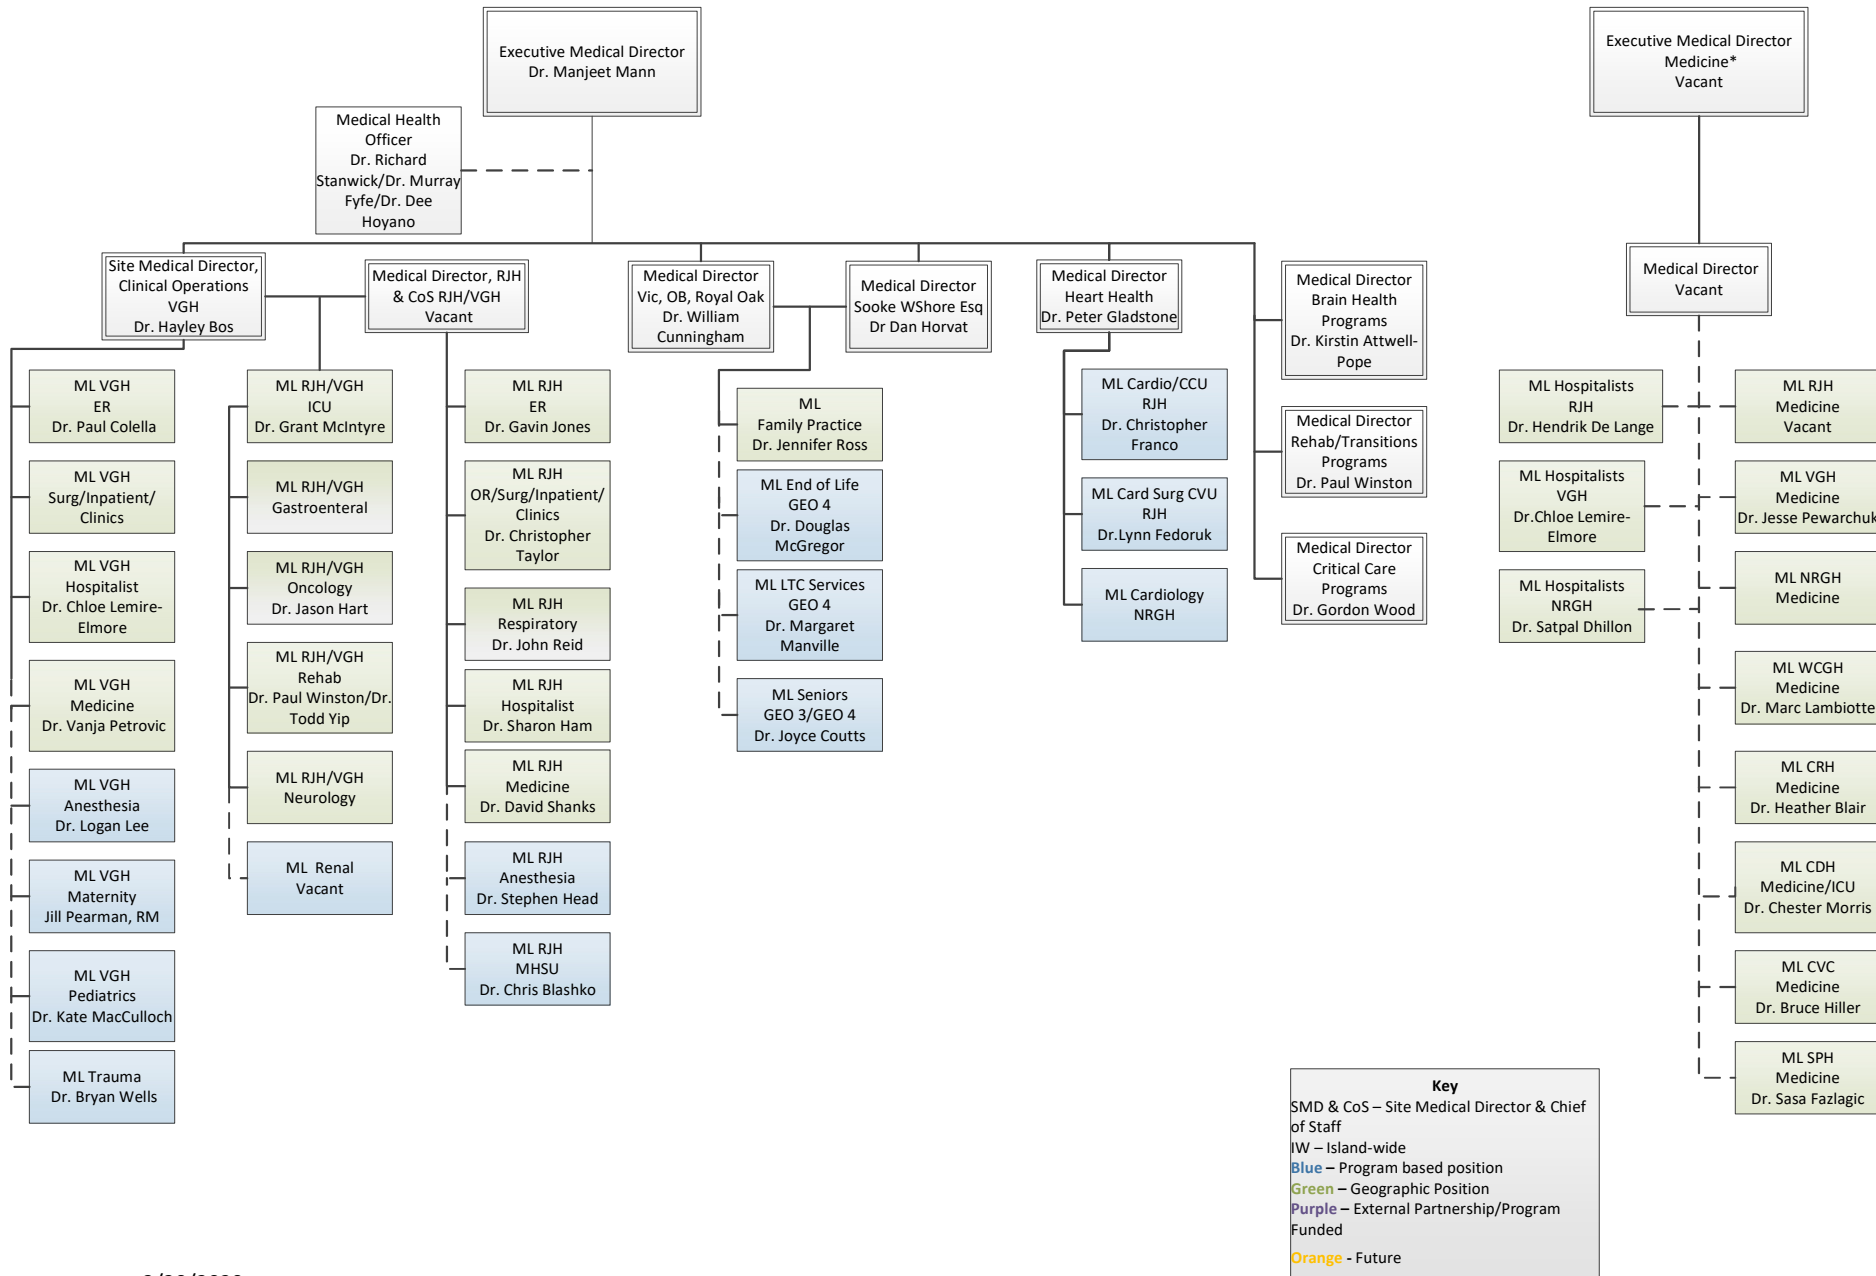 Executive Medical Director
Dr. Manjeet Mann
Executive Medical Director
Medicine*
Vacant
Medical Health
Officer
Dr. Richard
Stanwick/Dr. Murray
Fyfe/Dr. Dee
Hoyano
Site Medical Director,
Clinical Operations
VGH
Dr. Hayley Bos
Medical Director, RJH
& CoS RJH/VGH
Vacant
Medical Director
Vic, OB, Royal Oak
Dr. William
Cunningham
Medical Director
Sooke WShore Esq
Dr Dan Horvat
Medical Director
Heart Health
Dr. Peter Gladstone
Medical Director
Brain Health
Programs
Dr. Kirstin Attwell-
Pope
Medical Director
Rehab/Transitions
Programs
Dr. Paul Winston
Medical Director
Critical Care
Programs
Dr. Gordon Wood
Medical Director
Vacant
ML VGH
ER
Dr. Paul Colella
ML VGH
Surg/Inpatient/
Clinics
ML VGH
Hospitalist
Dr. Chloe Lemire-
Elmore
ML VGH
Medicine
Dr. Vanja Petrovic
ML VGH
Anesthesia
Dr. Logan Lee
ML VGH
Maternity
Jill Pearman, RM
ML VGH
Pediatrics
Dr. Kate MacCulloch
ML Trauma
Dr. Bryan Wells
ML RJH/VGH
ICU
Dr. Grant McIntyre
ML RJH/VGH
Gastroenteral
ML RJH/VGH
Oncology
Dr. Jason Hart
ML RJH/VGH
Rehab
Dr. Paul Winston/Dr.
Todd Yip
ML RJH/VGH
Neurology
ML Renal
Vacant
ML RJH
ER
Dr. Gavin Jones
ML RJH
OR/Surg/Inpatient/
Clinics
Dr. Christopher
Taylor
ML RJH
Respiratory
Dr. John Reid
ML RJH
Hospitalist
Dr. Sharon Ham
ML RJH
Medicine
Dr. David Shanks
ML RJH
Anesthesia
Dr. Stephen Head
ML RJH
MHSU
Dr. Chris Blashko
ML
Family Practice
Dr. Jennifer Ross
ML End of Life
GEO 4
Dr. Douglas
McGregor
ML LTC Services
GEO 4
Dr. Margaret
Manville
ML Seniors
GEO 3/GEO 4
Dr. Joyce Coutts
ML Cardio/CCU
RJH
Dr. Christopher
Franco
ML Card Surg CVU
RJH
Dr.Lynn Fedoruk
ML Cardiology
NRGH
ML Hospitalists
RJH
Dr. Hendrik De Lange
ML Hospitalists
VGH
Dr.Chloe Lemire-
Elmore
ML Hospitalists
NRGH
Dr. Satpal Dhillon
ML RJH
Medicine
Vacant
ML VGH
Medicine
Dr. Jesse Pewarchuk
ML NRGH
Medicine
ML WCGH
Medicine
Dr. Marc Lambiotte
ML CRH
Medicine
Dr. Heather Blair
ML CDH
Medicine/ICU
Dr. Chester Morris
ML CVC
Medicine
Dr. Bruce Hiller
ML SPH
Medicine
Dr. Sasa Fazlagic
Key
SMD & CoS – Site Medical Director & Chief
of Staff
IW – Island-wide
Blue – Program based position
Green – Geographic Position
Purple – External Partnership/Program
Funded
Orange - Future